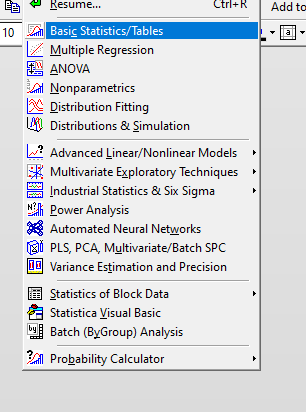 Resume... Ctrl+R
Add to
10
Basic Statistics/Tables
Multiple Regression
ANOVA
Nonparametrics
Distribution Fitting
Distributions & Simulation
Advanced Linear/Nonlinear Models
Multivariate Exploratory Techniques
Industrial Statistics & Six Sigma
Power Analysis
Automated Neural Networks
PLS, PCA, Multivariate/Batch SPC
Variance Estimation and Precision
Statistics of Block Data
Statistica Visual Basic
Batch (ByGroup) Analysis
Probability Calculator